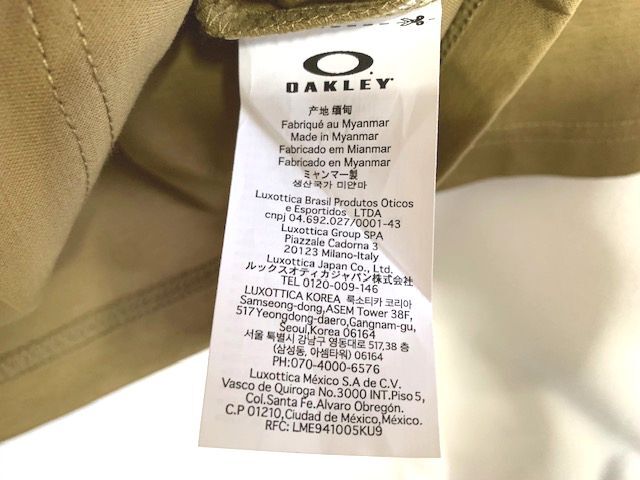 OAKLEY
产地 缅甸
Fabriqué au Myanmar
Made in Myanmar
Fabricado em Mianmar
Fabricado en Myanmar
ミャンマー製
생산국가 미얀마
Luxottica Brasil Produtos Oticos
e Esportidos LTDA
cnpj 04.692.027/0001-43
Luxottica Group SPA
Piazzale Cadorna 3
20123 Milano-Italy
Luxottica Japan Co., Ltd.
ルックスオティカジャパン株式会社
TEL 0120-009-146
LUXOTTICA KOREA 룩소티카 코리아
Samseong-dong,ASEM Tower 38F,
517Yeongdong-daero,Gangnam-gu,
Seoul,Korea 06164
서울 특별시 강남구 영동대로 517,38 층
(삼성동, 아셈타워) 06164
PH:070-4000-6576
Luxottica México S.A de C.V.
Vasco de Quiroga No.3000 INT.Piso5,
Col.Santa Fe.Alvaro Obregón.
C.P 01210,Ciudad de México,México.
RFC: LME941005KU9